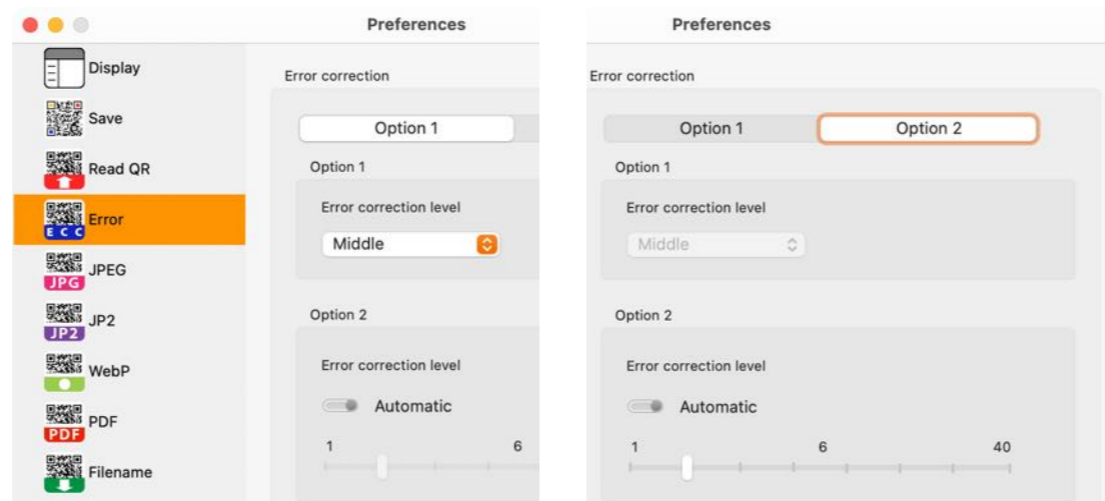 Preferences
Display
Save
Read QR
Error
ECC
JPEG
JPG
JP2
JP2
WebP
PDF
PDF
Filename
Error correction
Option 1
Option 1
Error correction level
Middle
Option 2
Error correction level
Automatic
1 6
Preferences
Error correction
Option 1 Option 2
Option 1
Error correction level
Middle
Option 2
Error correction level
Automatic
1 6 40